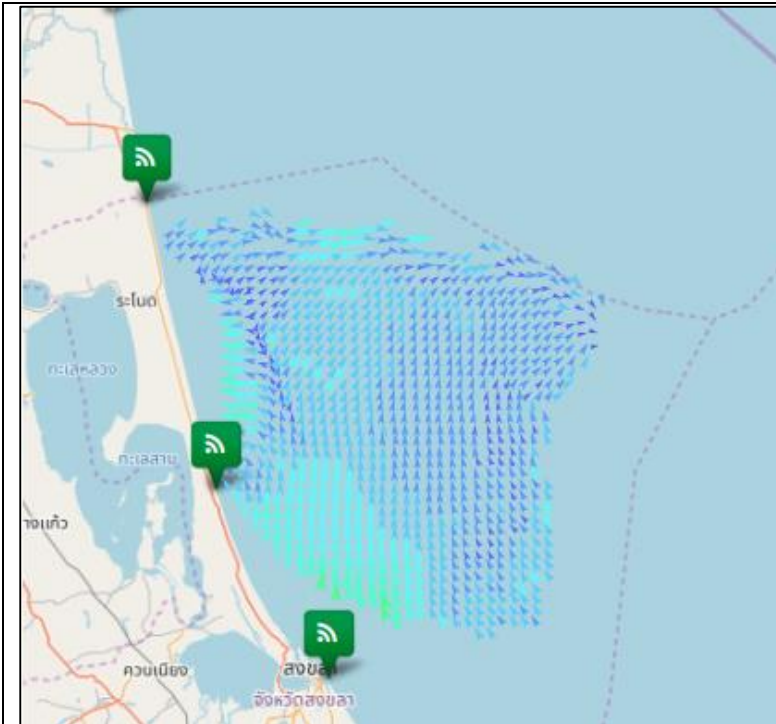 ระโนด
ทะเลหลวง
ทะเลสาบ
างแก้ว
ควนเนียง
สงขลา
จังหวัดสงขลา